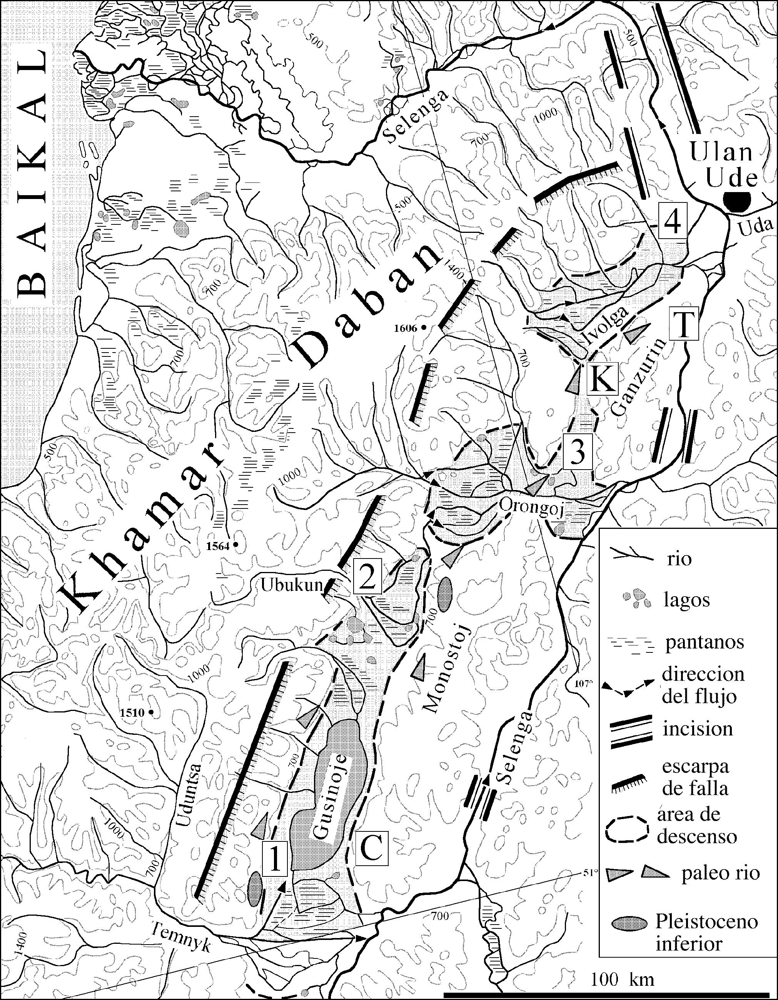 BAIKAL
500
500
Selenga
1000
700
Ulan
Ude
500
4
Uda
Daban
1400
700
1606
Ivolga
T
700
700
K
Ganzurin
Khamar
500
3
1000
Orongoj
1564
2
Ubukun
700
Monostoj
1000
107°
1510
Selenga
700
Gusinoje
Uduntsa
1000
C
1
700
51°
700
Temnyk
1400
rio
lagos
pantanos
direccion
del flujo
incision
escarpa
de falla
área de
descenso
paleo rio
Pleistoceno
inferior
100 km